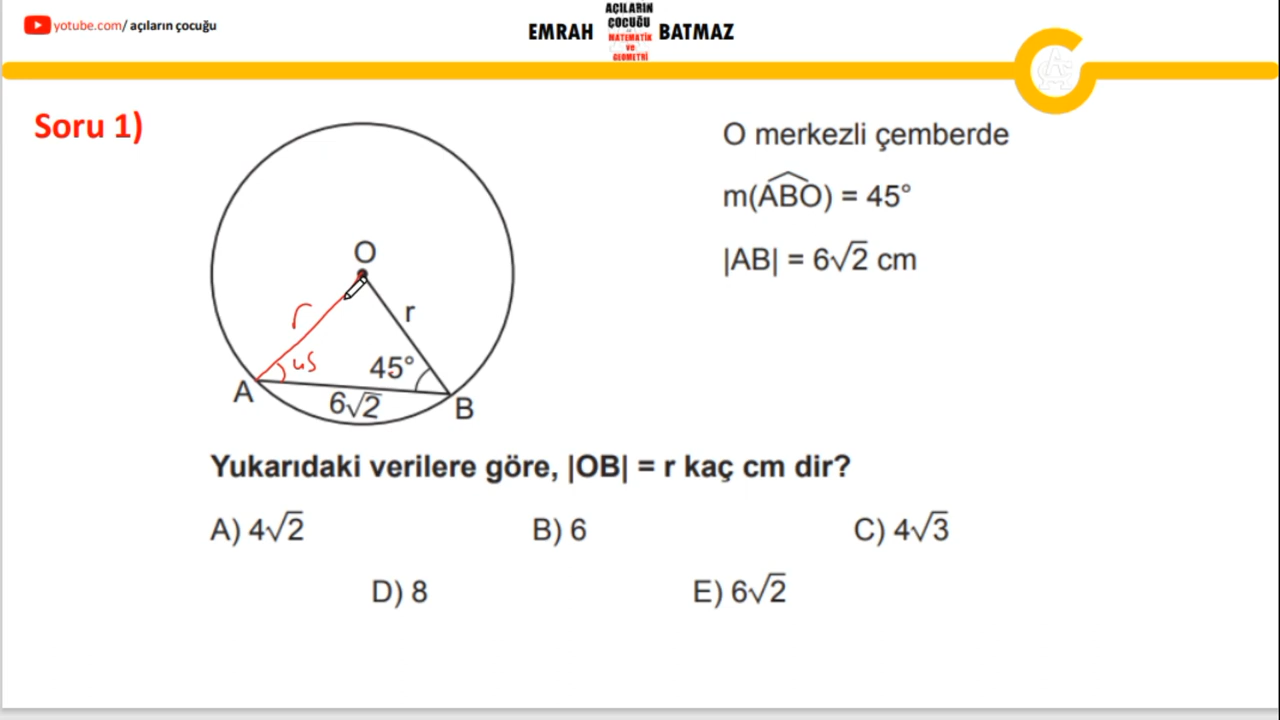 yotube.com/ açıların çocuğu
EMRAH
AÇILARIN
ÇOCUĞU
MATEMATİK
ve
GEOMETRİ
BATMAZ
Soru 1)
O merkezli çemberde
m(ABO) = 45°
|AB| = 6√2 cm
O
r
r
45
45°
A
6√2
B
Yukarıdaki verilere göre, |OB| = r kaç cm dir?
A) 4√2
B) 6
C) 4√3
D) 8
E) 6√2